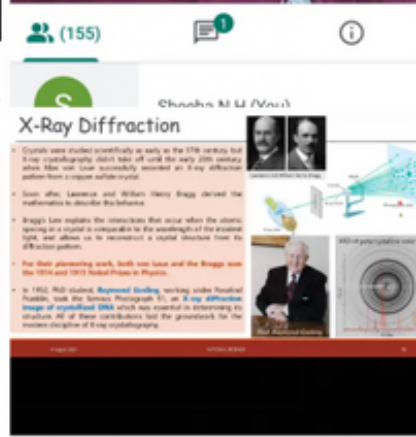 (155)
1
S
Sheeba N H (You)
X-Ray Diffraction
• Crystals were studied scientifically as early as the 17th century, but
X-ray crystallography didn't take off until the early 20th century,
when Max von Laue successfully recorded an X-ray diffraction
pattern from a copper sulfate crystal.
• Soon after, Lawrence and William Henry Bragg derived the
mathematics to describe the behavior.
• Bragg's Law explains the interactions that occur when the atomic
spacing in a crystal is comparable to the wavelength of the incident
light, and allows us to reconstruct a crystal structure from its
diffraction pattern.
• For their pioneering work, both von Laue and the Braggs won
the 1914 and 1915 Nobel Prizes in Physics.
• In 1952, PhD student, Raymond Gosling, working under Rosalind
Franklin, took the famous Photograph 51, an X-ray diffraction
image of crystallized DNA which was essential in determining its
structure. All of these contributions laid the groundwork for the
modern discipline of X-ray crystallography.
Prof. Raymond Gosling